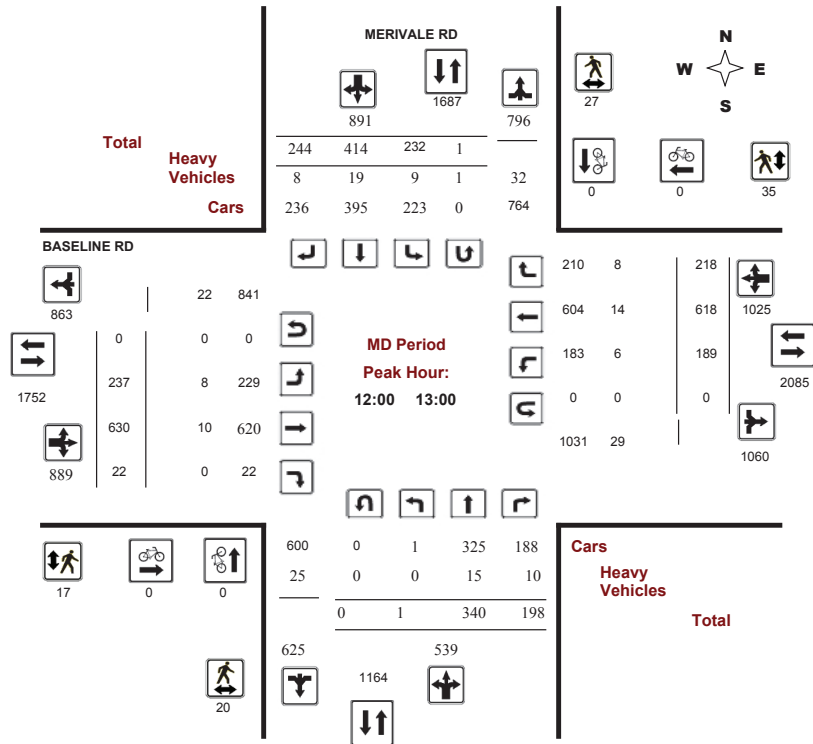 MERIVALE RD
N
W E
S
891
1687
796
27
Total
244 414 232 1
Heavy
Vehicles
8 19 9 1 32
Cars
236 395 223 0 764
0 0 35
BASELINE RD
863
22 841
210 8 218
1025
0 0 0
604 14 618
MD Period
Peak Hour:
12:00 13:00
1752
237 8 229
183 6 189
2085
630 10 620
0 0 0
889
22 0 22
1031 29
1060
600 0 1 325 188
Cars
25 0 0 15 10
Heavy
Vehicles
17 0 0
0 1 340 198
Total
625
1164
539
20